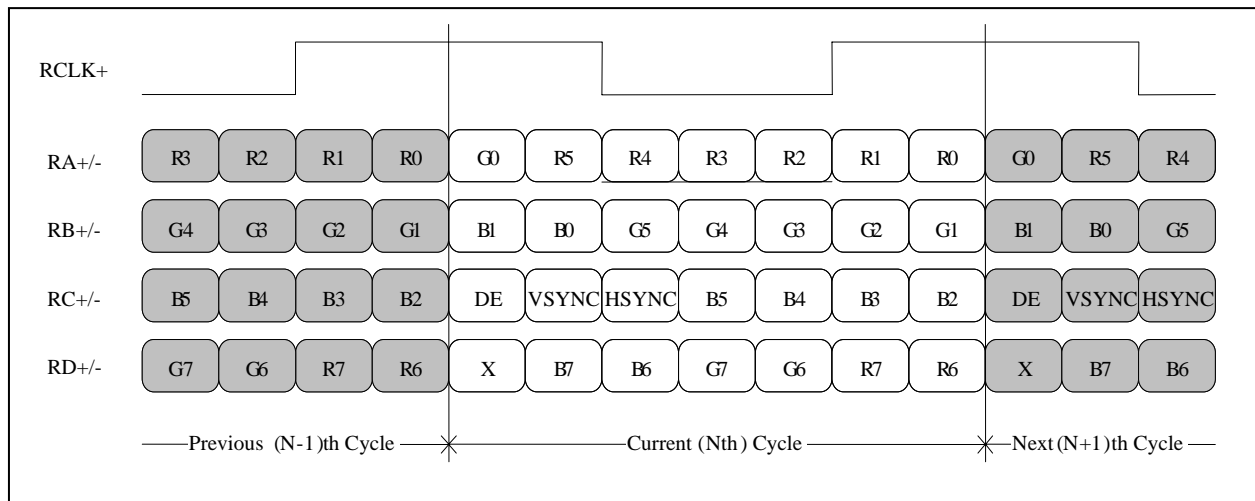 RCLK+
RA+/- R3 R2 R1 R0 G0 R5 R4 R3 R2 R1 R0 G0 R5 R4
RB+/- G4 G3 G2 G1 B1 B0 G5 G4 G3 G2 G1 B1 B0 G5
RC+/- B5 B4 B3 B2 DE VSYNC HSYNC B5 B4 B3 B2 DE VSYNC HSYNC
RD+/- G7 G6 R7 R6 X B7 B6 G7 G6 R7 R6 X B7 B6
Previous (N-1)th Cycle Current (Nth) Cycle Next (N+1)th Cycle